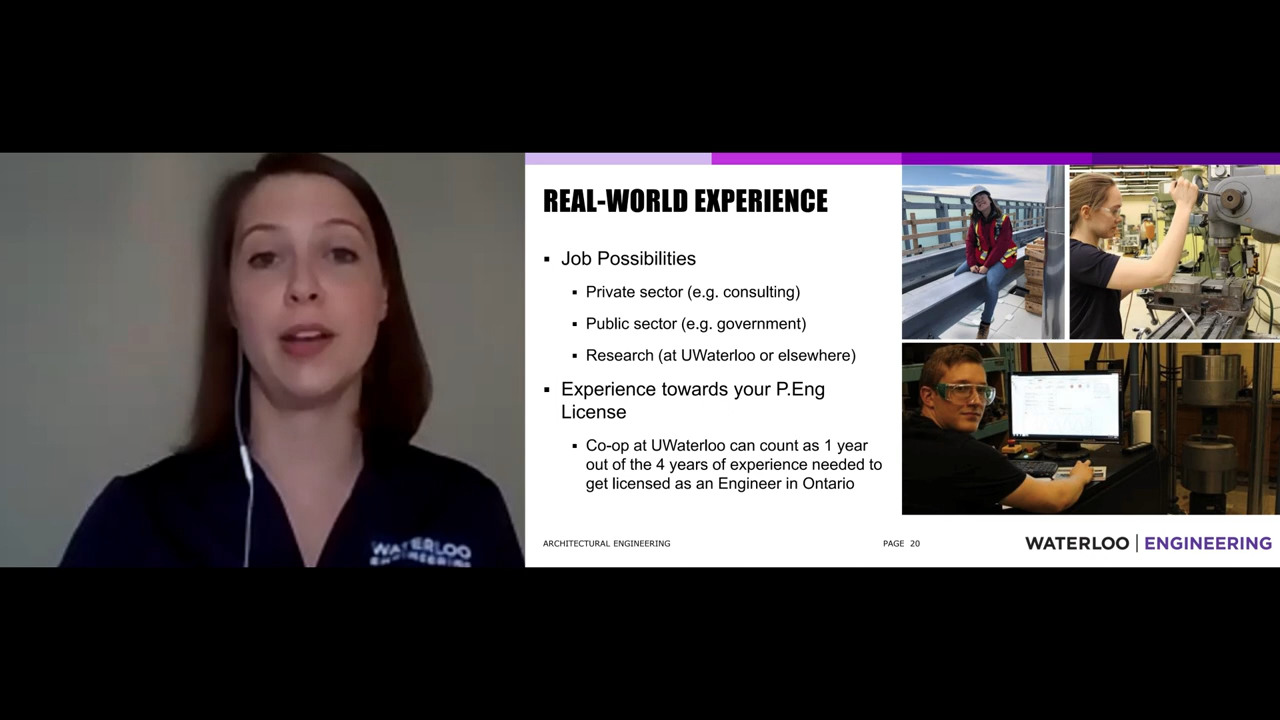 REAL-WORLD EXPERIENCE
▪ Job Possibilities
▪ Private sector (e.g. consulting)
▪ Public sector (e.g. government)
▪ Research (at UWaterloo or elsewhere)
▪ Experience towards your P.Eng
License
▪ Co-op at UWaterloo can count as 1 year
out of the 4 years of experience needed to
get licensed as an Engineer in Ontario
ARCHITECTURAL ENGINEERING
PAGE 20
WATERLOO | ENGINEERING
WATERLOO
ENGINEERING